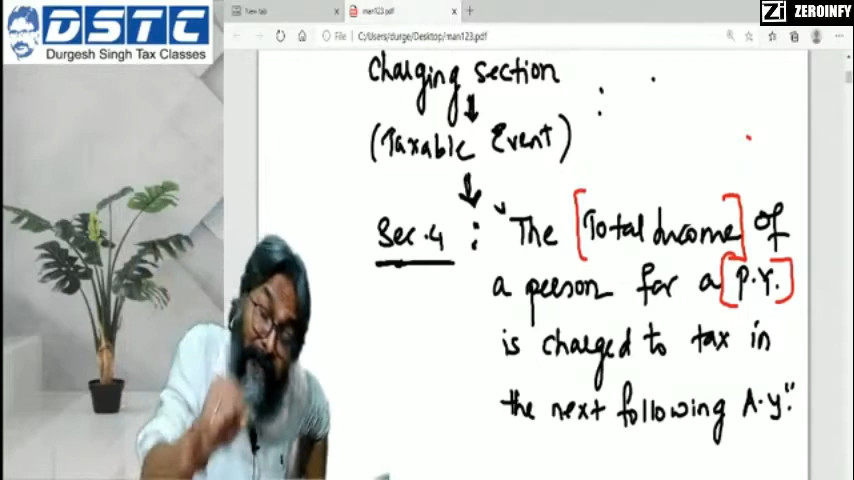 DSTC
Durgesh Singh Tax Classes
New tab
man123.pdf
Zi ZEROINFY
File
C:/Users/durge/Desktop/man123.pdf
Charging section
(Taxable Event)
Sec.4 : "The [Total Income] of
a person for a [P.Y.]
is charged to tax in
the next following A.Y".